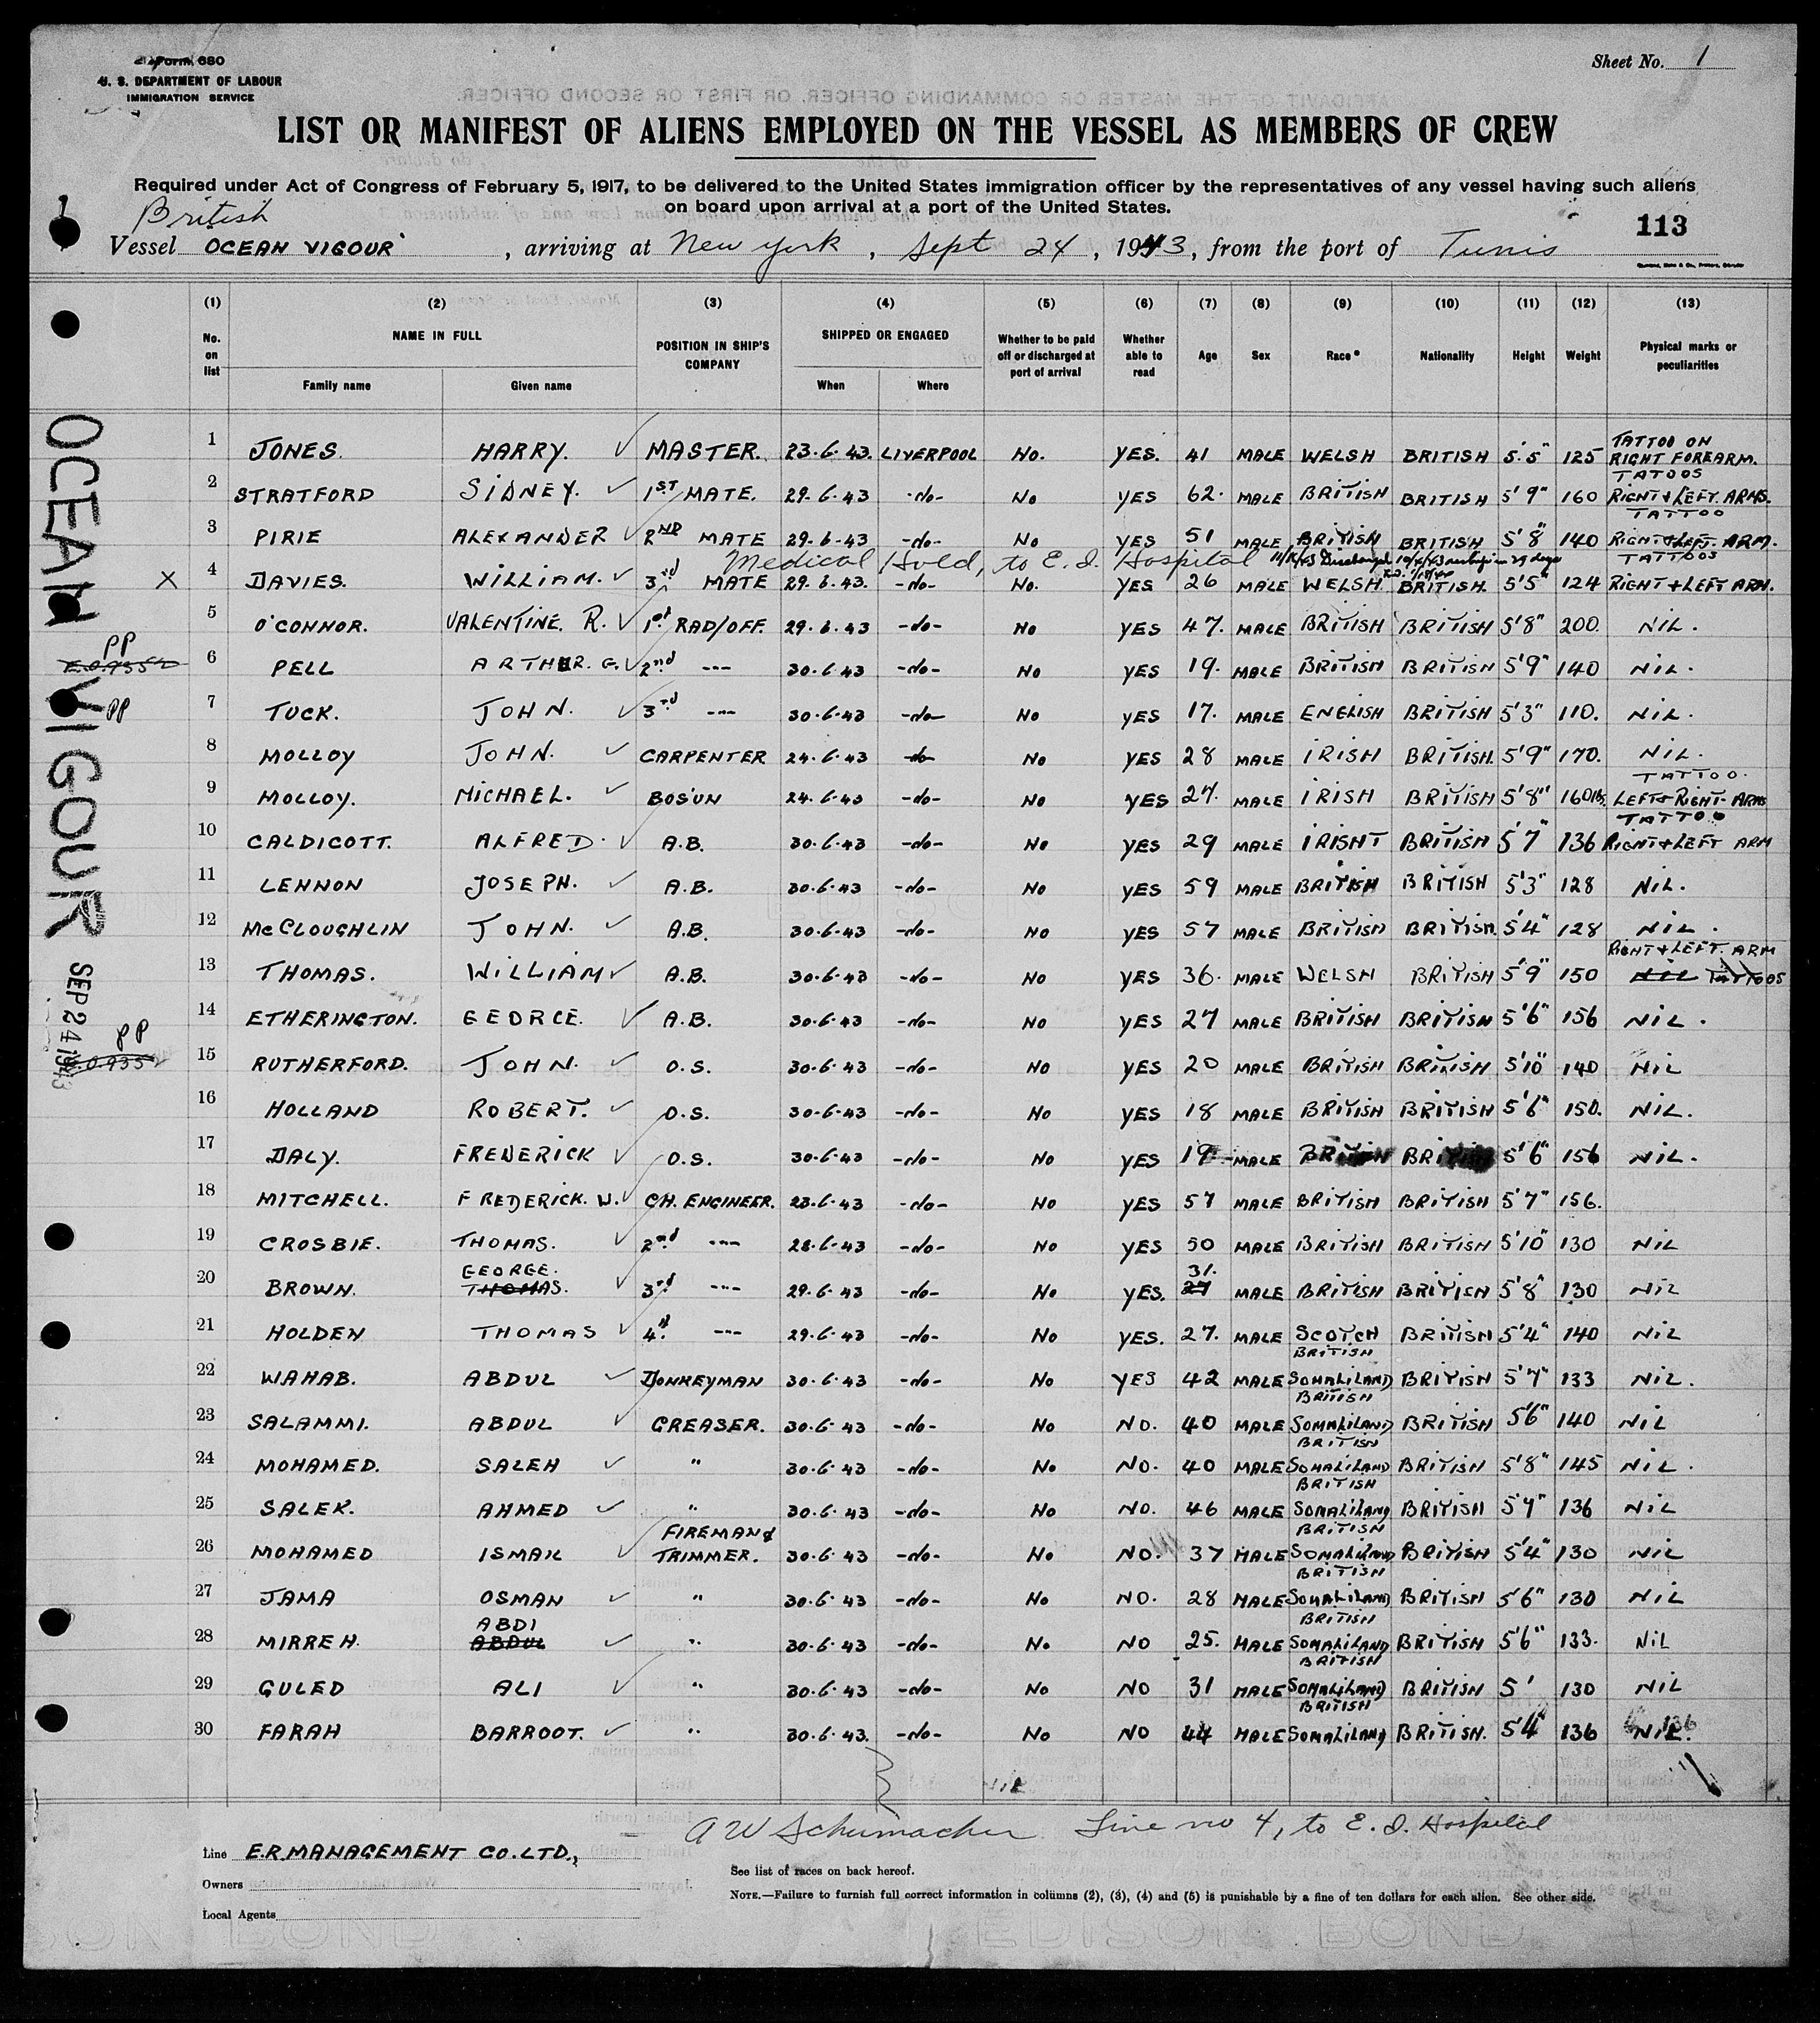 Form 680
U. S. DEPARTMENT OF LABOUR
IMMIGRATION SERVICE
Sheet No. 1
LIST OR MANIFEST OF ALIENS EMPLOYED ON THE VESSEL AS MEMBERS OF CREW
Required under Act of Congress of February 5, 1917, to be delivered to the United States immigration officer by the representatives of any vessel having such aliens
on board upon arrival at a port of the United States.
British
113
Vessel OCEAN VIGOUR , arriving at New York , Sept 24 , 1943, from the port of Tunis
(1) (2) (3) (4) (5) (6) (7) (8) (9) (10) (11) (12) (13)
No. on list NAME IN FULL Family name Given name POSITION IN SHIP'S COMPANY SHIPPED OR ENGAGED When Where Whether to be paid off or discharged at port of arrival Whether able to read Age Sex Race* Nationality Height Weight Physical marks or peculiarities
1 JONES. HARRY. MASTER. 23.6.43. LIVERPOOL No. YES. 41 MALE WELSH BRITISH 5.5" 125 TATTOO ON RIGHT FOREARM.
2 STRATFORD SIDNEY. 1ST MATE. 29.6.43 -do- No YES 62. MALE BRITISH BRITISH 5'9" 160 TATOOS RIGHT & LEFT. ARMS.
3 PIRIE ALEXANDER 2ND MATE 29.6.43 -do- No YES 51 MALE BRITISH BRITISH 5'8" 140 TATTOO RIGHT & LEFT. ARM.
Medical Hold, to E. I. Hospital
X 4 DAVIES. WILLIAM. 3rd MATE 29.6.43. -do- No. YES 26 MALE WELSH BRITISH. 5'5" 124 TATTOOS RIGHT & LEFT ARM.
5 O'CONNOR. VALENTINE. R. 1st RAD/OFF. 29.6.43 -do- No YES 47. MALE BRITISH BRITISH 5'8" 200. NIL.
PP
6 PELL ARTHUR. G. 2nd --- 30.6.43 -do- No YES 19. MALE BRITISH BRITISH 5'9" 140 NIL.
PP 7 TUCK. JOHN. 3rd --- 30.6.43 -do- No YES 17. MALE ENGLISH BRITISH 5'3" 110. NIL.
8 MOLLOY JOHN. CARPENTER 24.6.43 -do- No YES 28 MALE IRISH BRITISH. 5'9" 170. NIL.
9 MOLLOY. MICHAEL. BOS'UN 24.6.43 -do- No YES 27. MALE IRISH BRITISH 5'8" 160lbs. TATTOO. LEFT & RIGHT ARMS
10 CALDICOTT. ALFRED. A.B. 30.6.43 -do- No YES 29 MALE IRISHT BRITISH 5'7" 136 TATTOO RIGHT & LEFT ARM
11 LENNON JOSEPH. A.B. 30.6.43 -do- No YES 59 MALE BRITISH BRITISH 5'3" 128 NIL.
12 McCLOUGHLIN JOHN. A.B. 30.6.43 -do- No YES 57 MALE BRITISH BRITISH. 5'4" 128 NIL.
13 THOMAS. WILLIAM A.B. 30.6.43 -do- No YES 36. MALE WELSH BRITISH 5'9" 150 RIGHT & LEFT. ARM NIL TATTOOS
14 ETHERINGTON. GEORGE. A.B. 30.6.43 -do- No YES 27 MALE BRITISH BRITISH 5'6" 156 NIL.
15 RUTHERFORD. JOHN. O.S. 30.6.43 -do- No YES 20 MALE BRITISH BRITISH 5'10" 140 NIL
16 HOLLAND ROBERT. O.S. 30.6.43 -do- No YES 18 MALE BRITISH BRITISH 5'6" 150. NIL.
17 DALY. FREDERICK O.S. 30.6.43 -do- No YES 19 MALE BRITISH BRITISH 5'6" 156 NIL.
18 MITCHELL. FREDERICK. W. CH. ENGINEER. 23.6.43 -do- No YES 57 MALE BRITISH BRITISH 5'7" 156.
19 CROSBIE. THOMAS. 2nd --- 28.6.43 -do- No YES 50 MALE BRITISH BRITISH 5'10" 130 NIL
20 BROWN. GEORGE. THOMAS. 3rd --- 29.6.43 -do- No YES. 31. 27 MALE BRITISH BRITISH 5'8" 130 NIL
21 HOLDEN THOMAS 4th --- 29.6.43 -do- No YES. 27. MALE SCOTCH BRITISH 5'4" 140 NIL
22 WAHAB. ABDUL DONKEYMAN 30.6.43 -do- No YES 42 MALE BRITISH SOMALILAND BRITISH 5'7" 133 NIL.
23 SALAMMI. ABDUL GREASER. 30.6.43 -do- No NO. 40 MALE BRITISH SOMALILAND BRITISH 5'6" 140 NIL
24 MOHAMED. SALEH " 30.6.43 -do- No NO. 40 MALE BRITISH SOMALILAND BRITISH 5'8" 145 NIL.
25 SALEK. AHMED " 30.6.43 -do- No NO. 46 MALE BRITISH SOMALILAND BRITISH 5'7" 136 NIL
26 MOHAMED ISMAIL FIREMAN & TRIMMER. 30.6.43 -do- No NO. 37 MALE BRITISH SOMALILAND BRITISH 5'4" 130 NIL
27 JAMA OSMAN " 30.6.43 -do- No NO. 28 MALE BRITISH SOMALILAND BRITISH 5'6" 130 NIL
28 MIRREH. ABDI ABDUL " 30.6.43 -do- No NO 25. MALE BRITISH SOMALILAND BRITISH 5'6" 133. NIL
29 GULED ALI " 30.6.43 -do- No NO 31 MALE BRITISH SOMALILAND BRITISH 5' 130 NIL
30 FARAH BARROOT. " 30.6.43. -do- No NO 44 MALE BRITISH SOMALILAND BRITISH. 5'4" 136 NIL.
OCEAN VIGOUR
SEP 24 1943
A W Schumacher Line no 4, to E. I. Hospital
Line E.R. MANAGEMENT CO. LTD.,
Owners
Local Agents
See list of races on back hereof.
NOTE.—Failure to furnish full correct information in columns (2), (3), (4) and (5) is punishable by a fine of ten dollars for each alien. See other side.
EDISON BOND